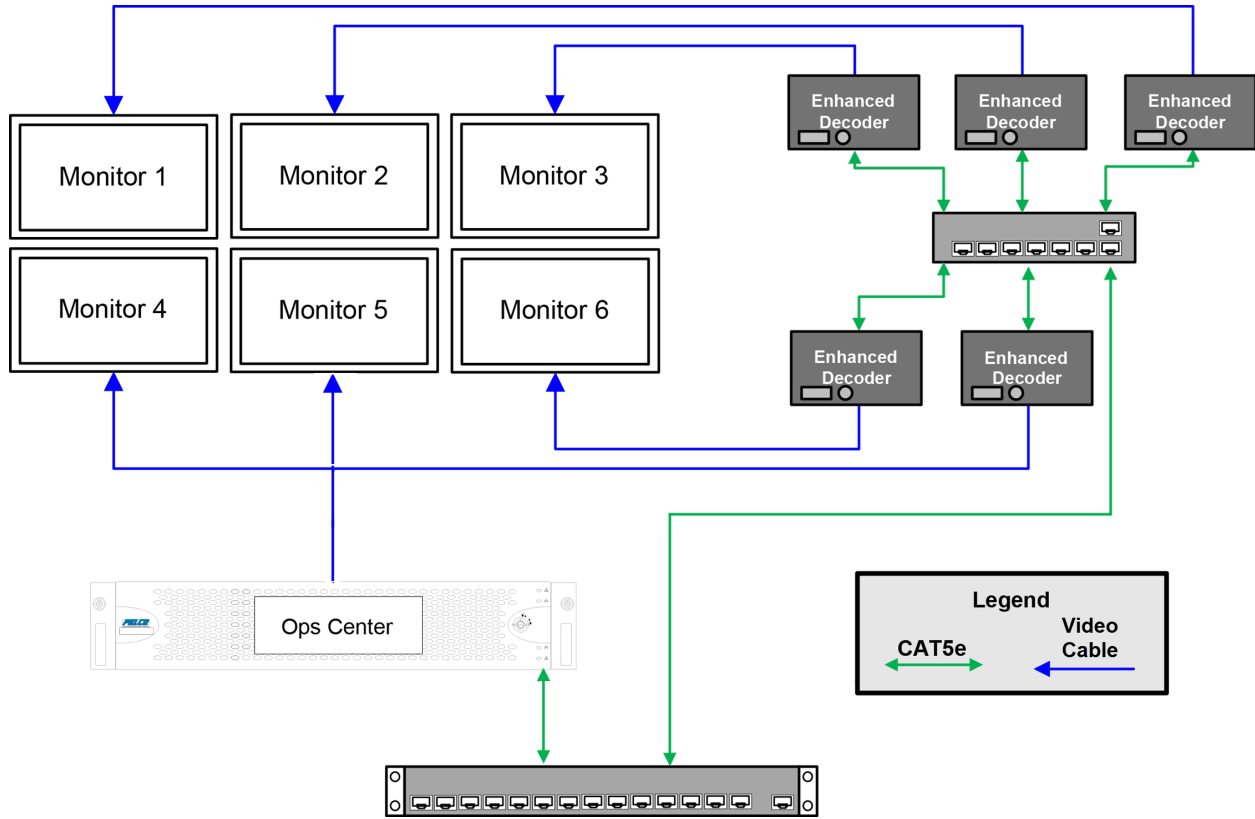 Enhanced
Decoder
Enhanced
Decoder
Enhanced
Decoder
Monitor 1
Monitor 2
Monitor 3
Monitor 4
Monitor 5
Monitor 6
Enhanced
Decoder
Enhanced
Decoder
PELCO
Ops Center
Legend
CAT5e
Video
Cable